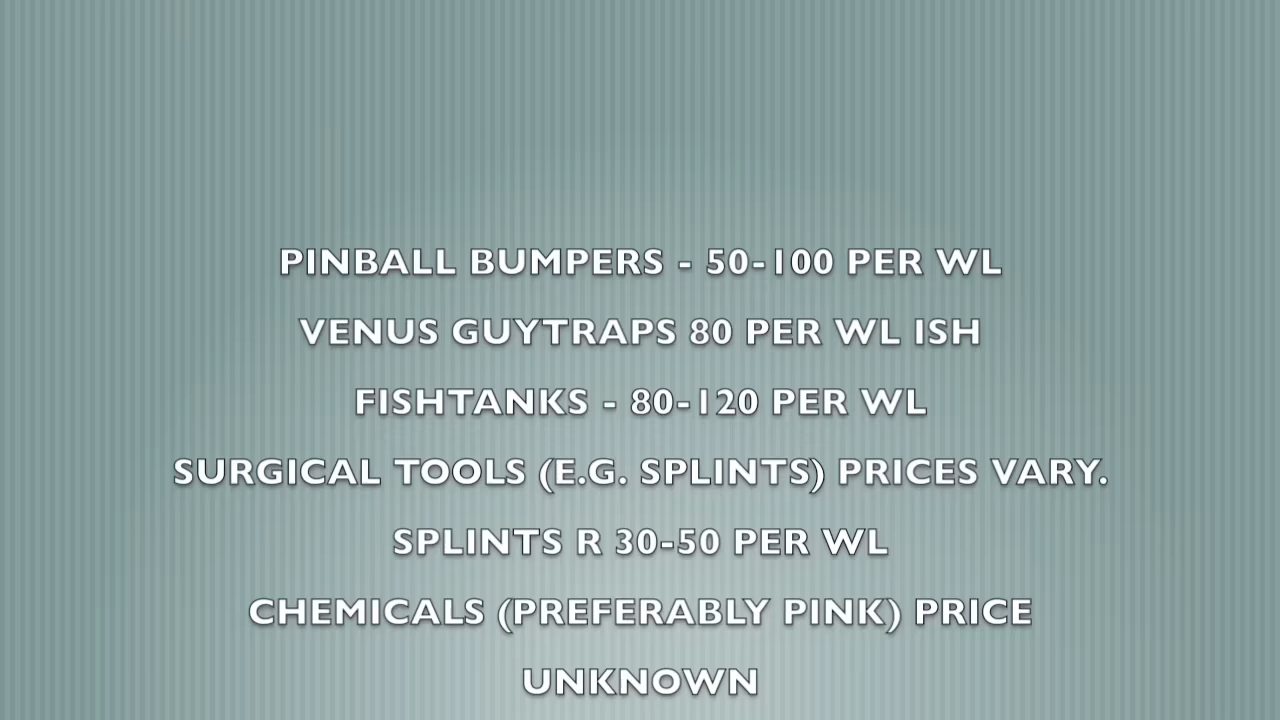 PINBALL BUMPERS - 50-100 PER WL
VENUS GUYTRAPS 80 PER WL ISH
FISHTANKS - 80-120 PER WL
SURGICAL TOOLS (E.G. SPLINTS) PRICES VARY.
SPLINTS R 30-50 PER WL
CHEMICALS (PREFERABLY PINK) PRICE
UNKNOWN